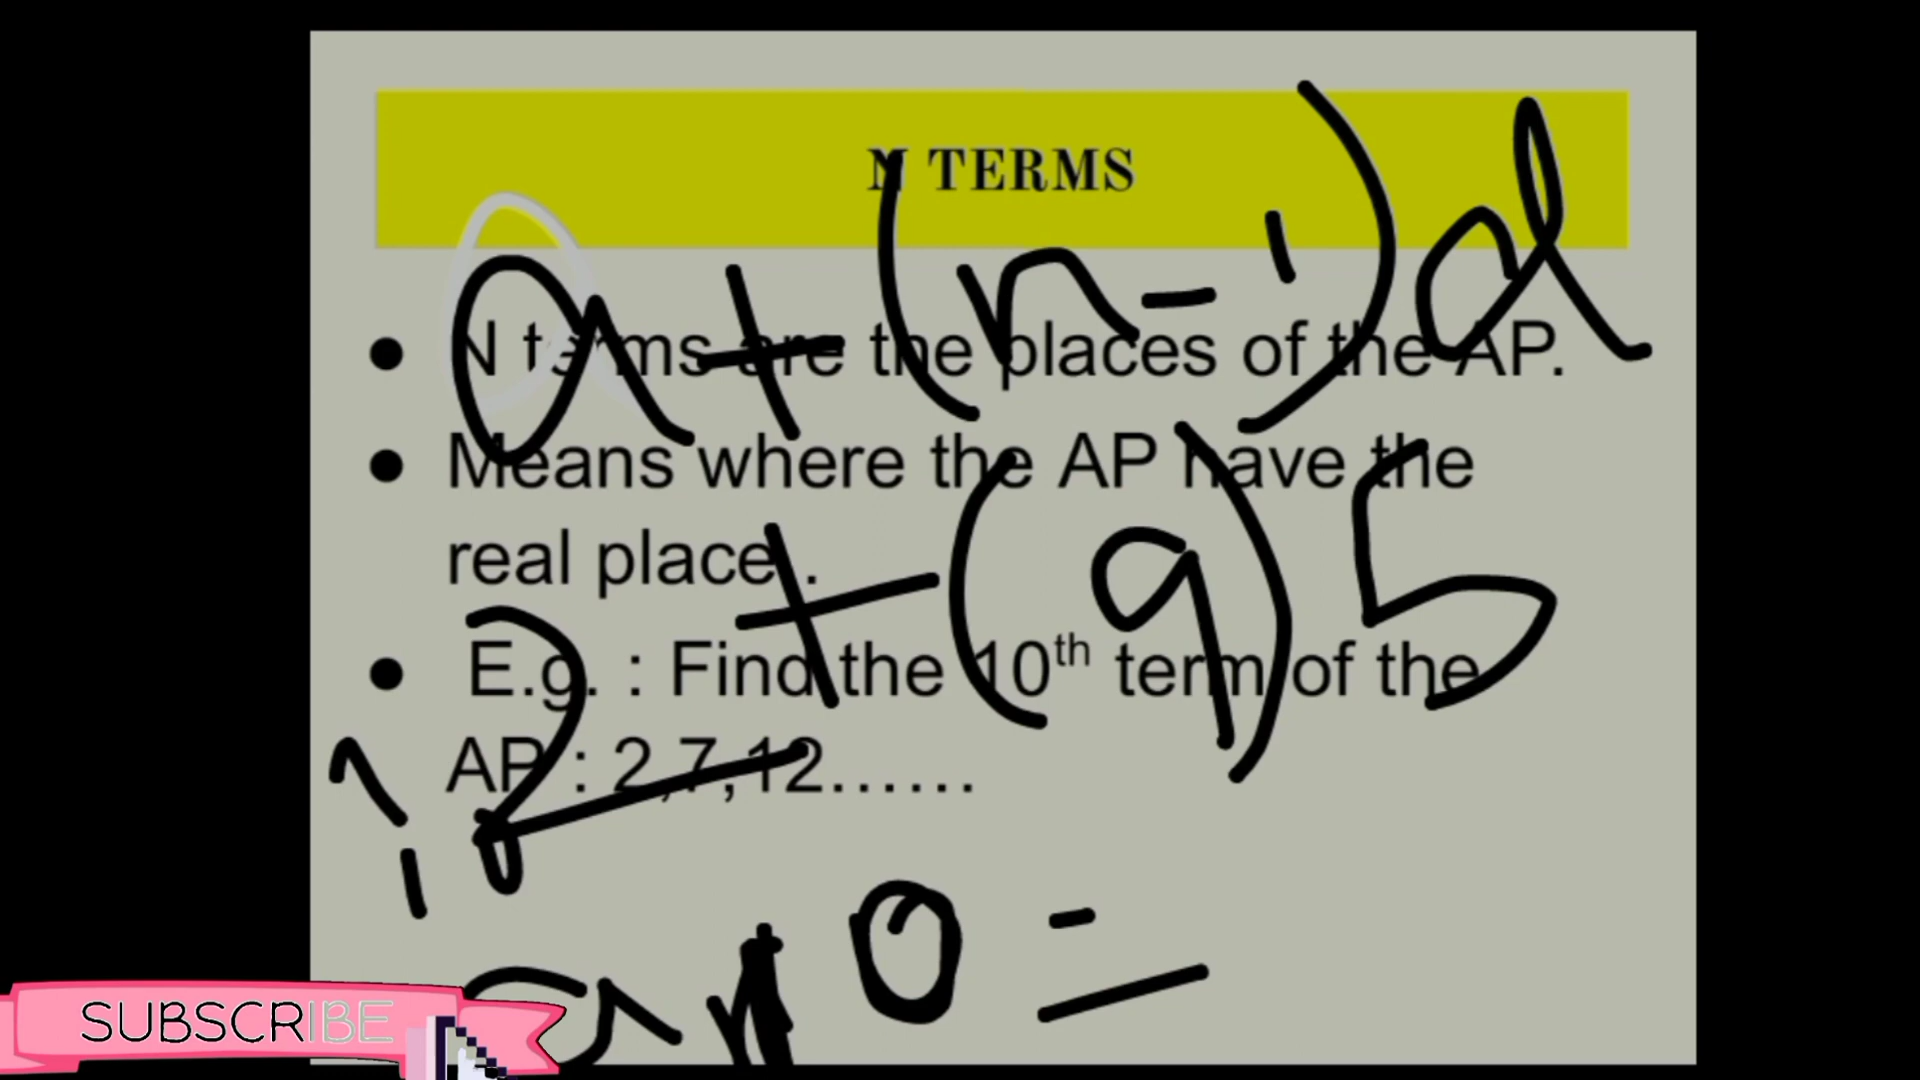 N TERMS
a+(n-1)d
● N terms are the places of the AP.
● Means where the AP have the
real place .
2+(9)5
● E.g. : Find the 10th term of the
AP : 2,7,12......
a10 =
SUBSCRIBE